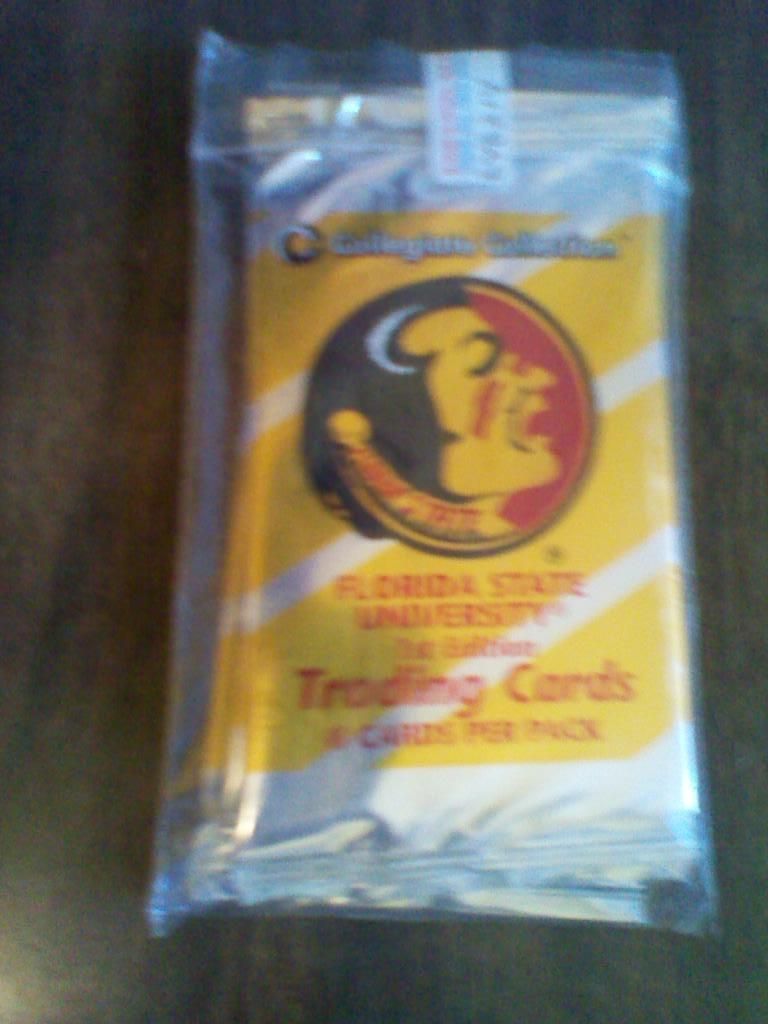 Collegiate Collection
FLORIDA STATE
UNIVERSITY®
1st Edition
Trading Cards
CARDS PER PACK